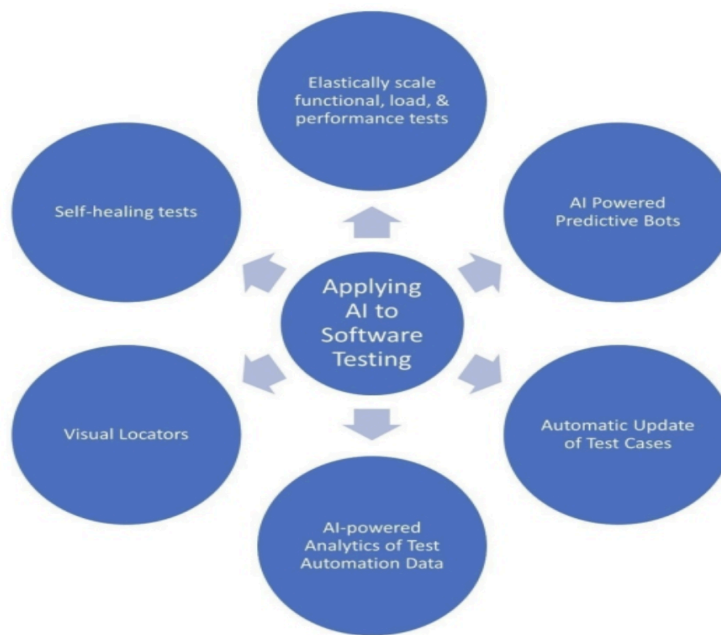 Elastically scale
functional, load, &
performance tests
Self-healing tests
AI Powered
Predictive Bots
Applying
AI to
Software
Testing
Visual Locators
Automatic Update
of Test Cases
AI-powered
Analytics of Test
Automation Data